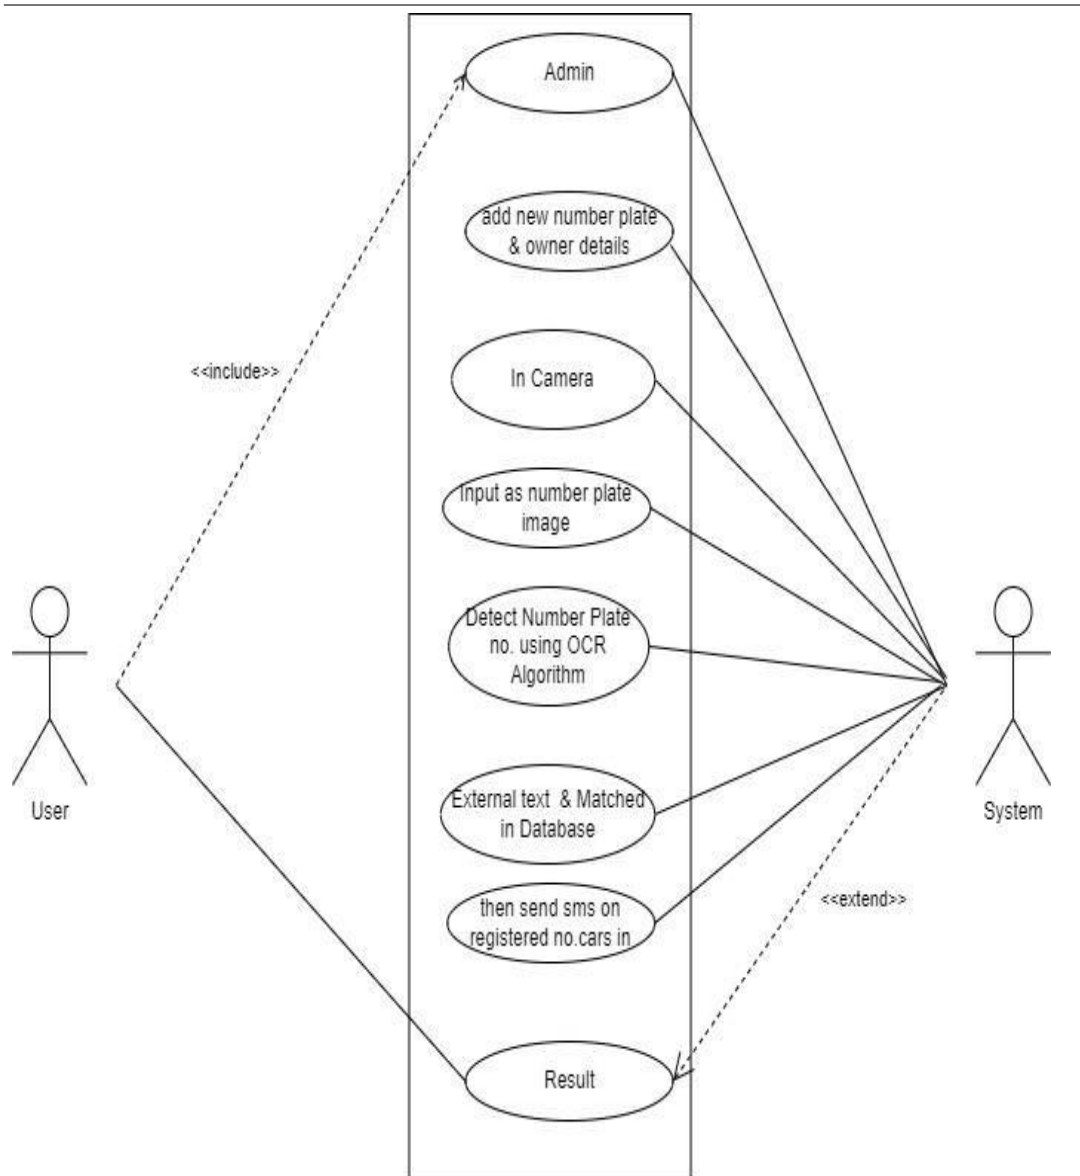 Admin
add new number plate
& owner details
<<include>>
In Camera
Input as number plate
image
Detect Number Plate
no. using OCR
Algorithm
User
System
External text & Matched
in Database
<<extend>>
then send sms on
registered no.cars in
Result